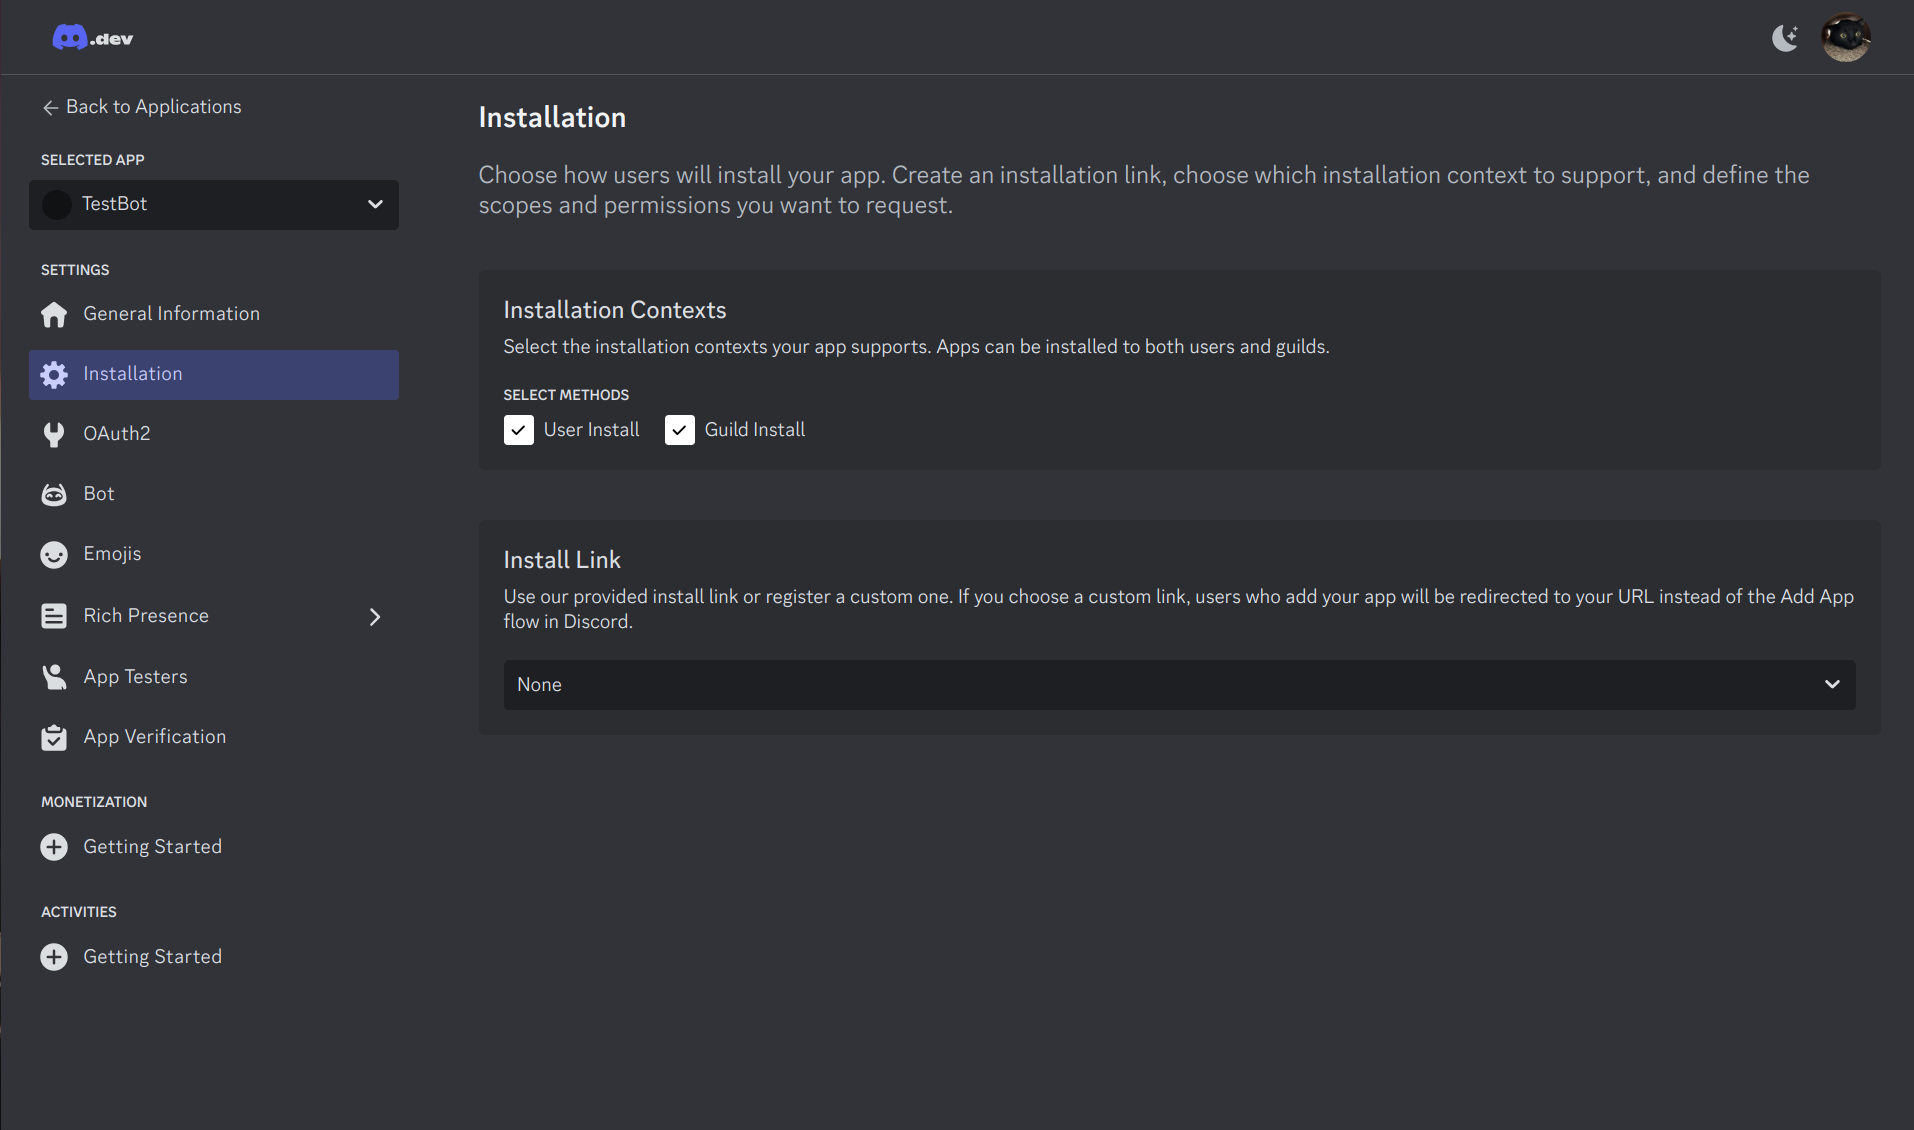 .dev
Back to Applications
SELECTED APP
TestBot
SETTINGS
General Information
Installation
OAuth2
Bot
Emojis
Rich Presence
App Testers
App Verification
MONETIZATION
Getting Started
ACTIVITIES
Getting Started
Installation
Choose how users will install your app. Create an installation link, choose which installation context to support, and define the
scopes and permissions you want to request.
Installation Contexts
Select the installation contexts your app supports. Apps can be installed to both users and guilds.
SELECT METHODS
User Install Guild Install
Install Link
Use our provided install link or register a custom one. If you choose a custom link, users who add your app will be redirected to your URL instead of the Add App
flow in Discord.
None